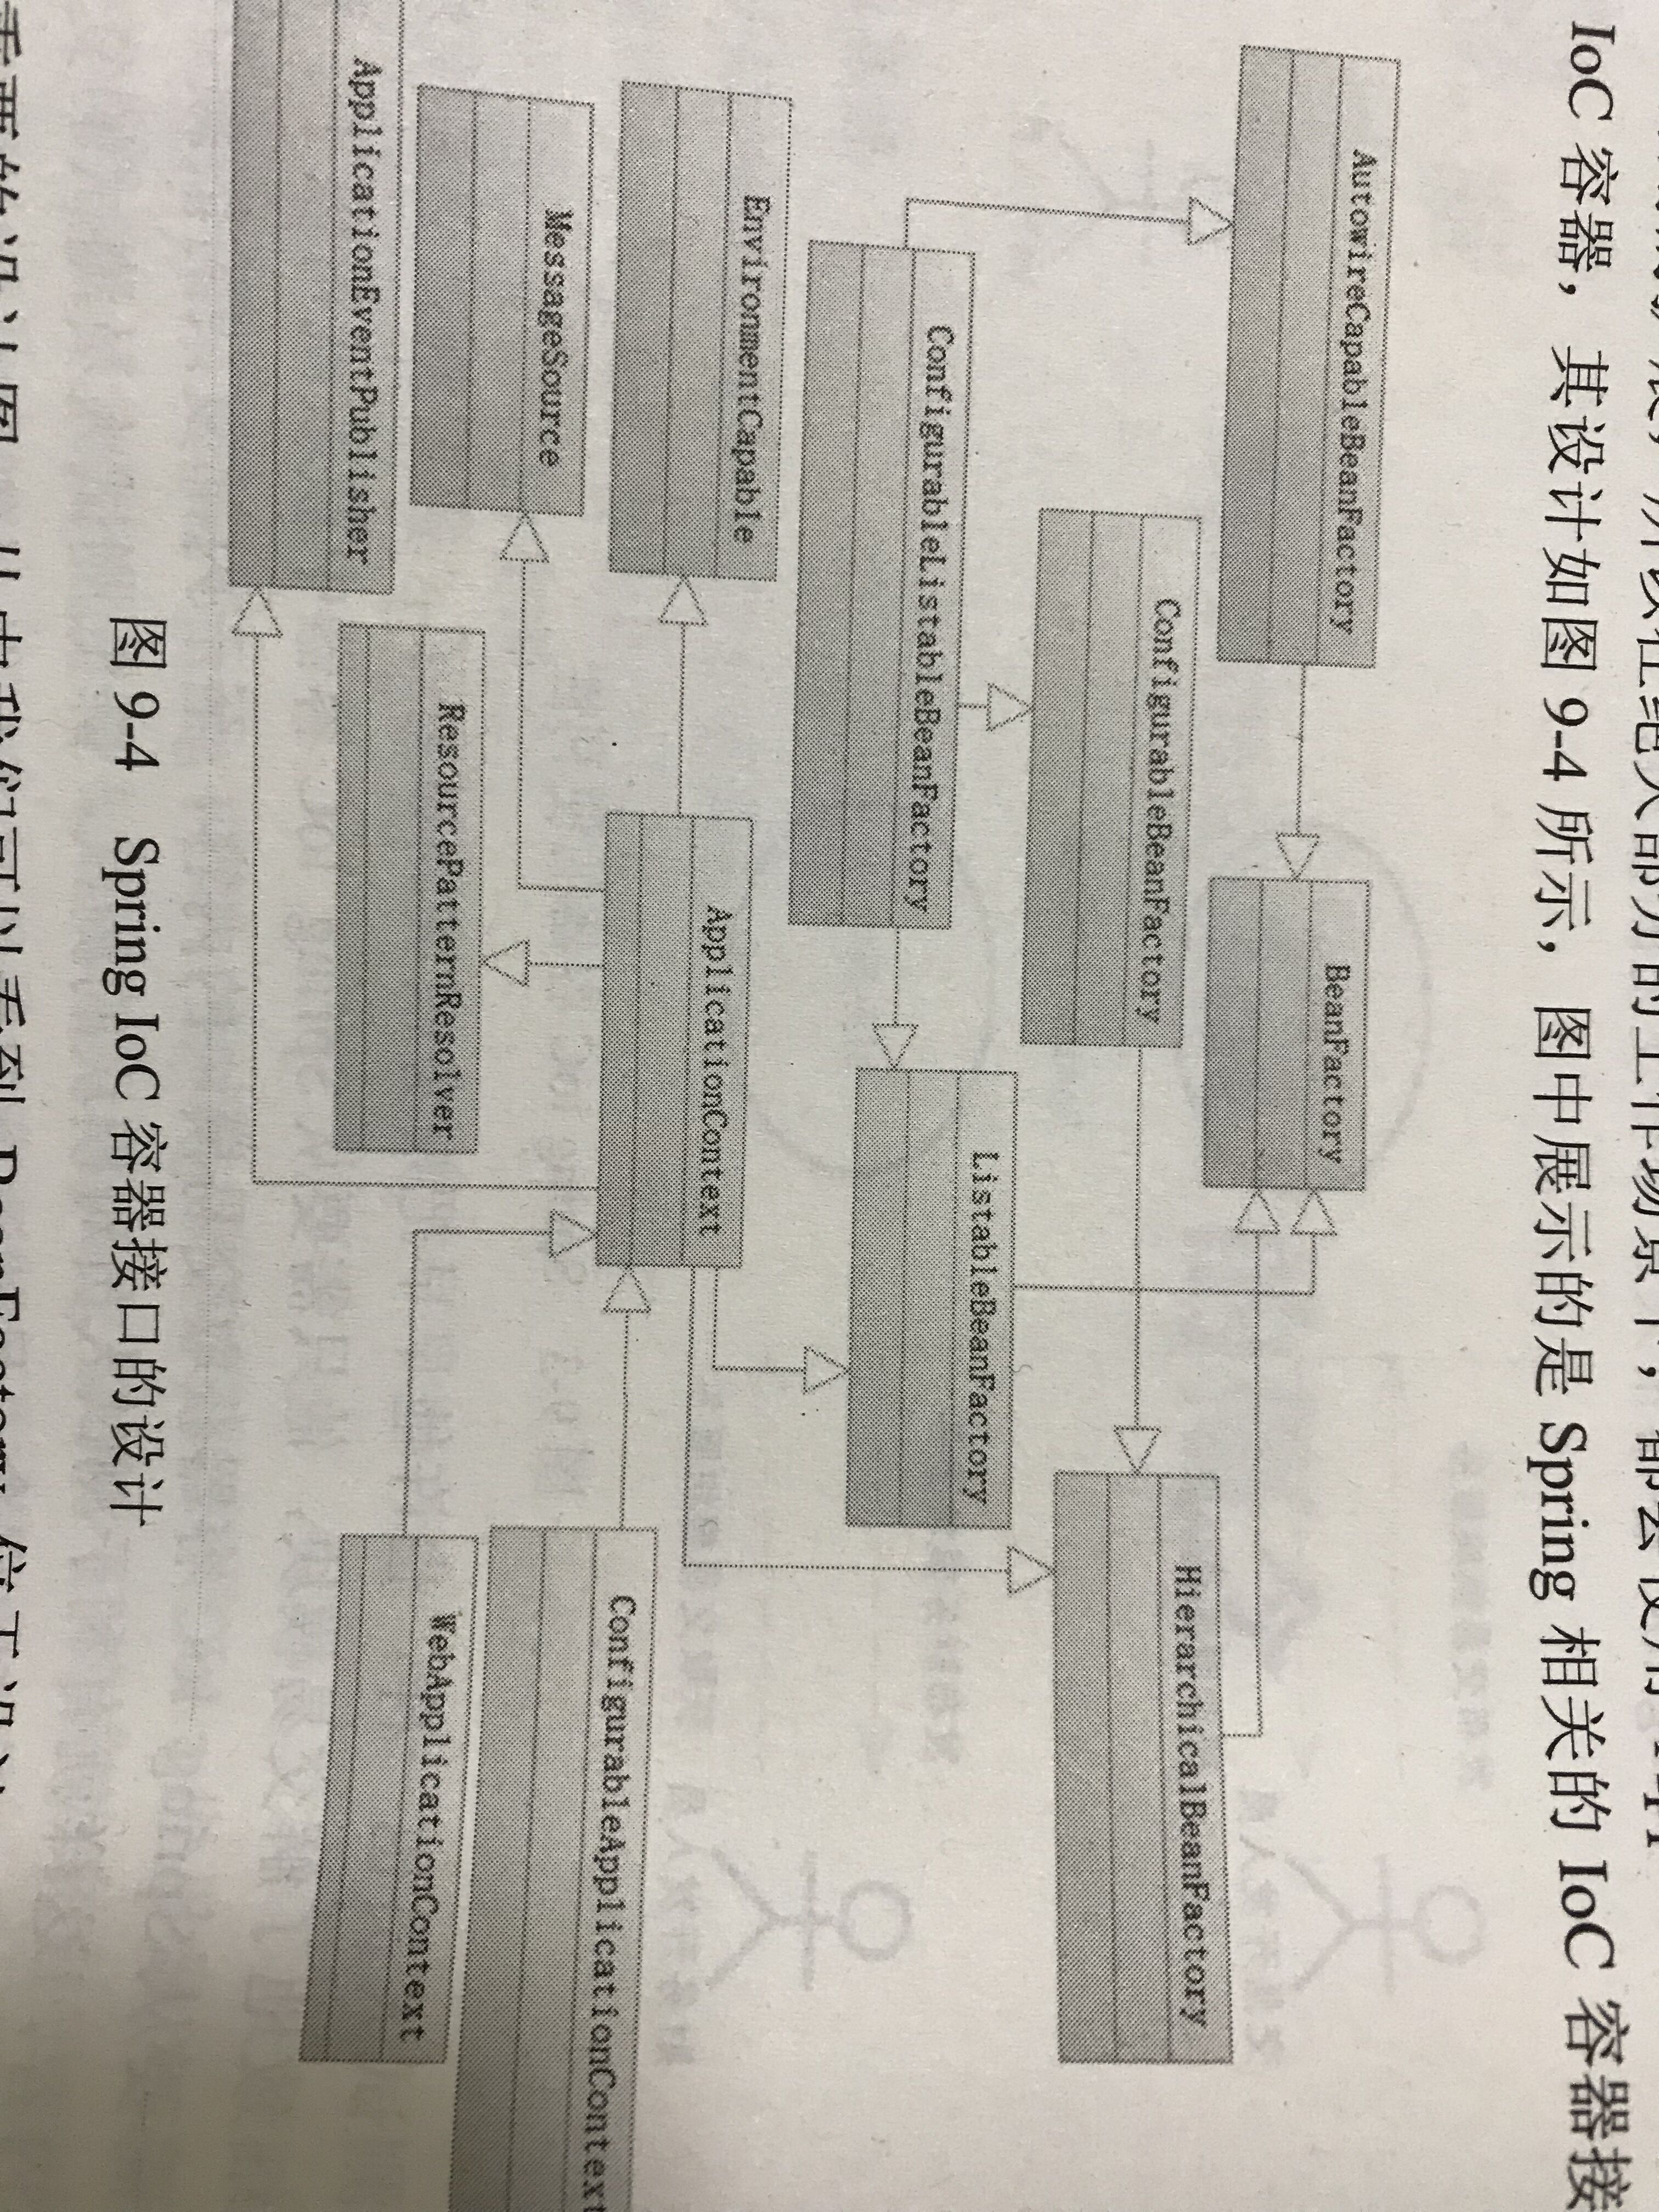 IoC 容器，其设计如图 9-4 所示，图中展示的是 Spring 相关的 IoC 容器接
AutowireCapableBeanFactory
BeanFactory
ConfigurableBeanFactory
HierarchicalBeanFactory
ConfigurableListableBeanFactory
ListableBeanFactory
EnvironmentCapable
ApplicationContext
MessageSource
ConfigurableApplicationContext
ResourcePatternResolver
WebApplicationContext
ApplicationEventPublisher
图 9-4 Spring IoC 容器接口的设计